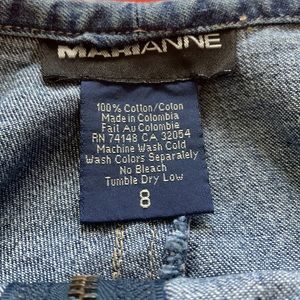 MARIANNE
100% Cotton/Colon
Made in Colombia
Fait Au Colombie
RN 74148 CA 32054
Machine Wash Cold
Wash Colors Separately
No Bleach
Tumble Dry Low
8